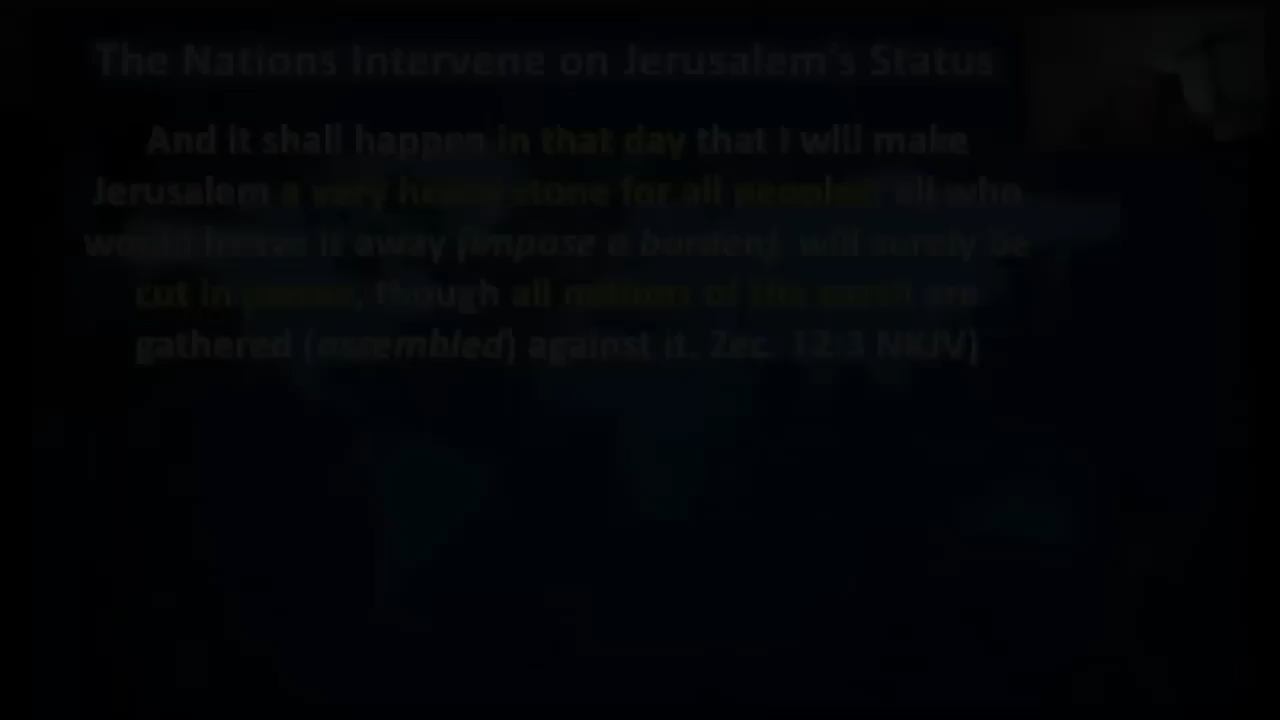 The Nations Intervene on Jerusalem's Status
And it shall happen in that day that I will make
Jerusalem a very heavy stone for all peoples; all who
would heave it away (impose a burden) will surely be
cut in pieces, though all nations of the earth are
gathered (assembled) against it. Zec. 12:3 NKJV)